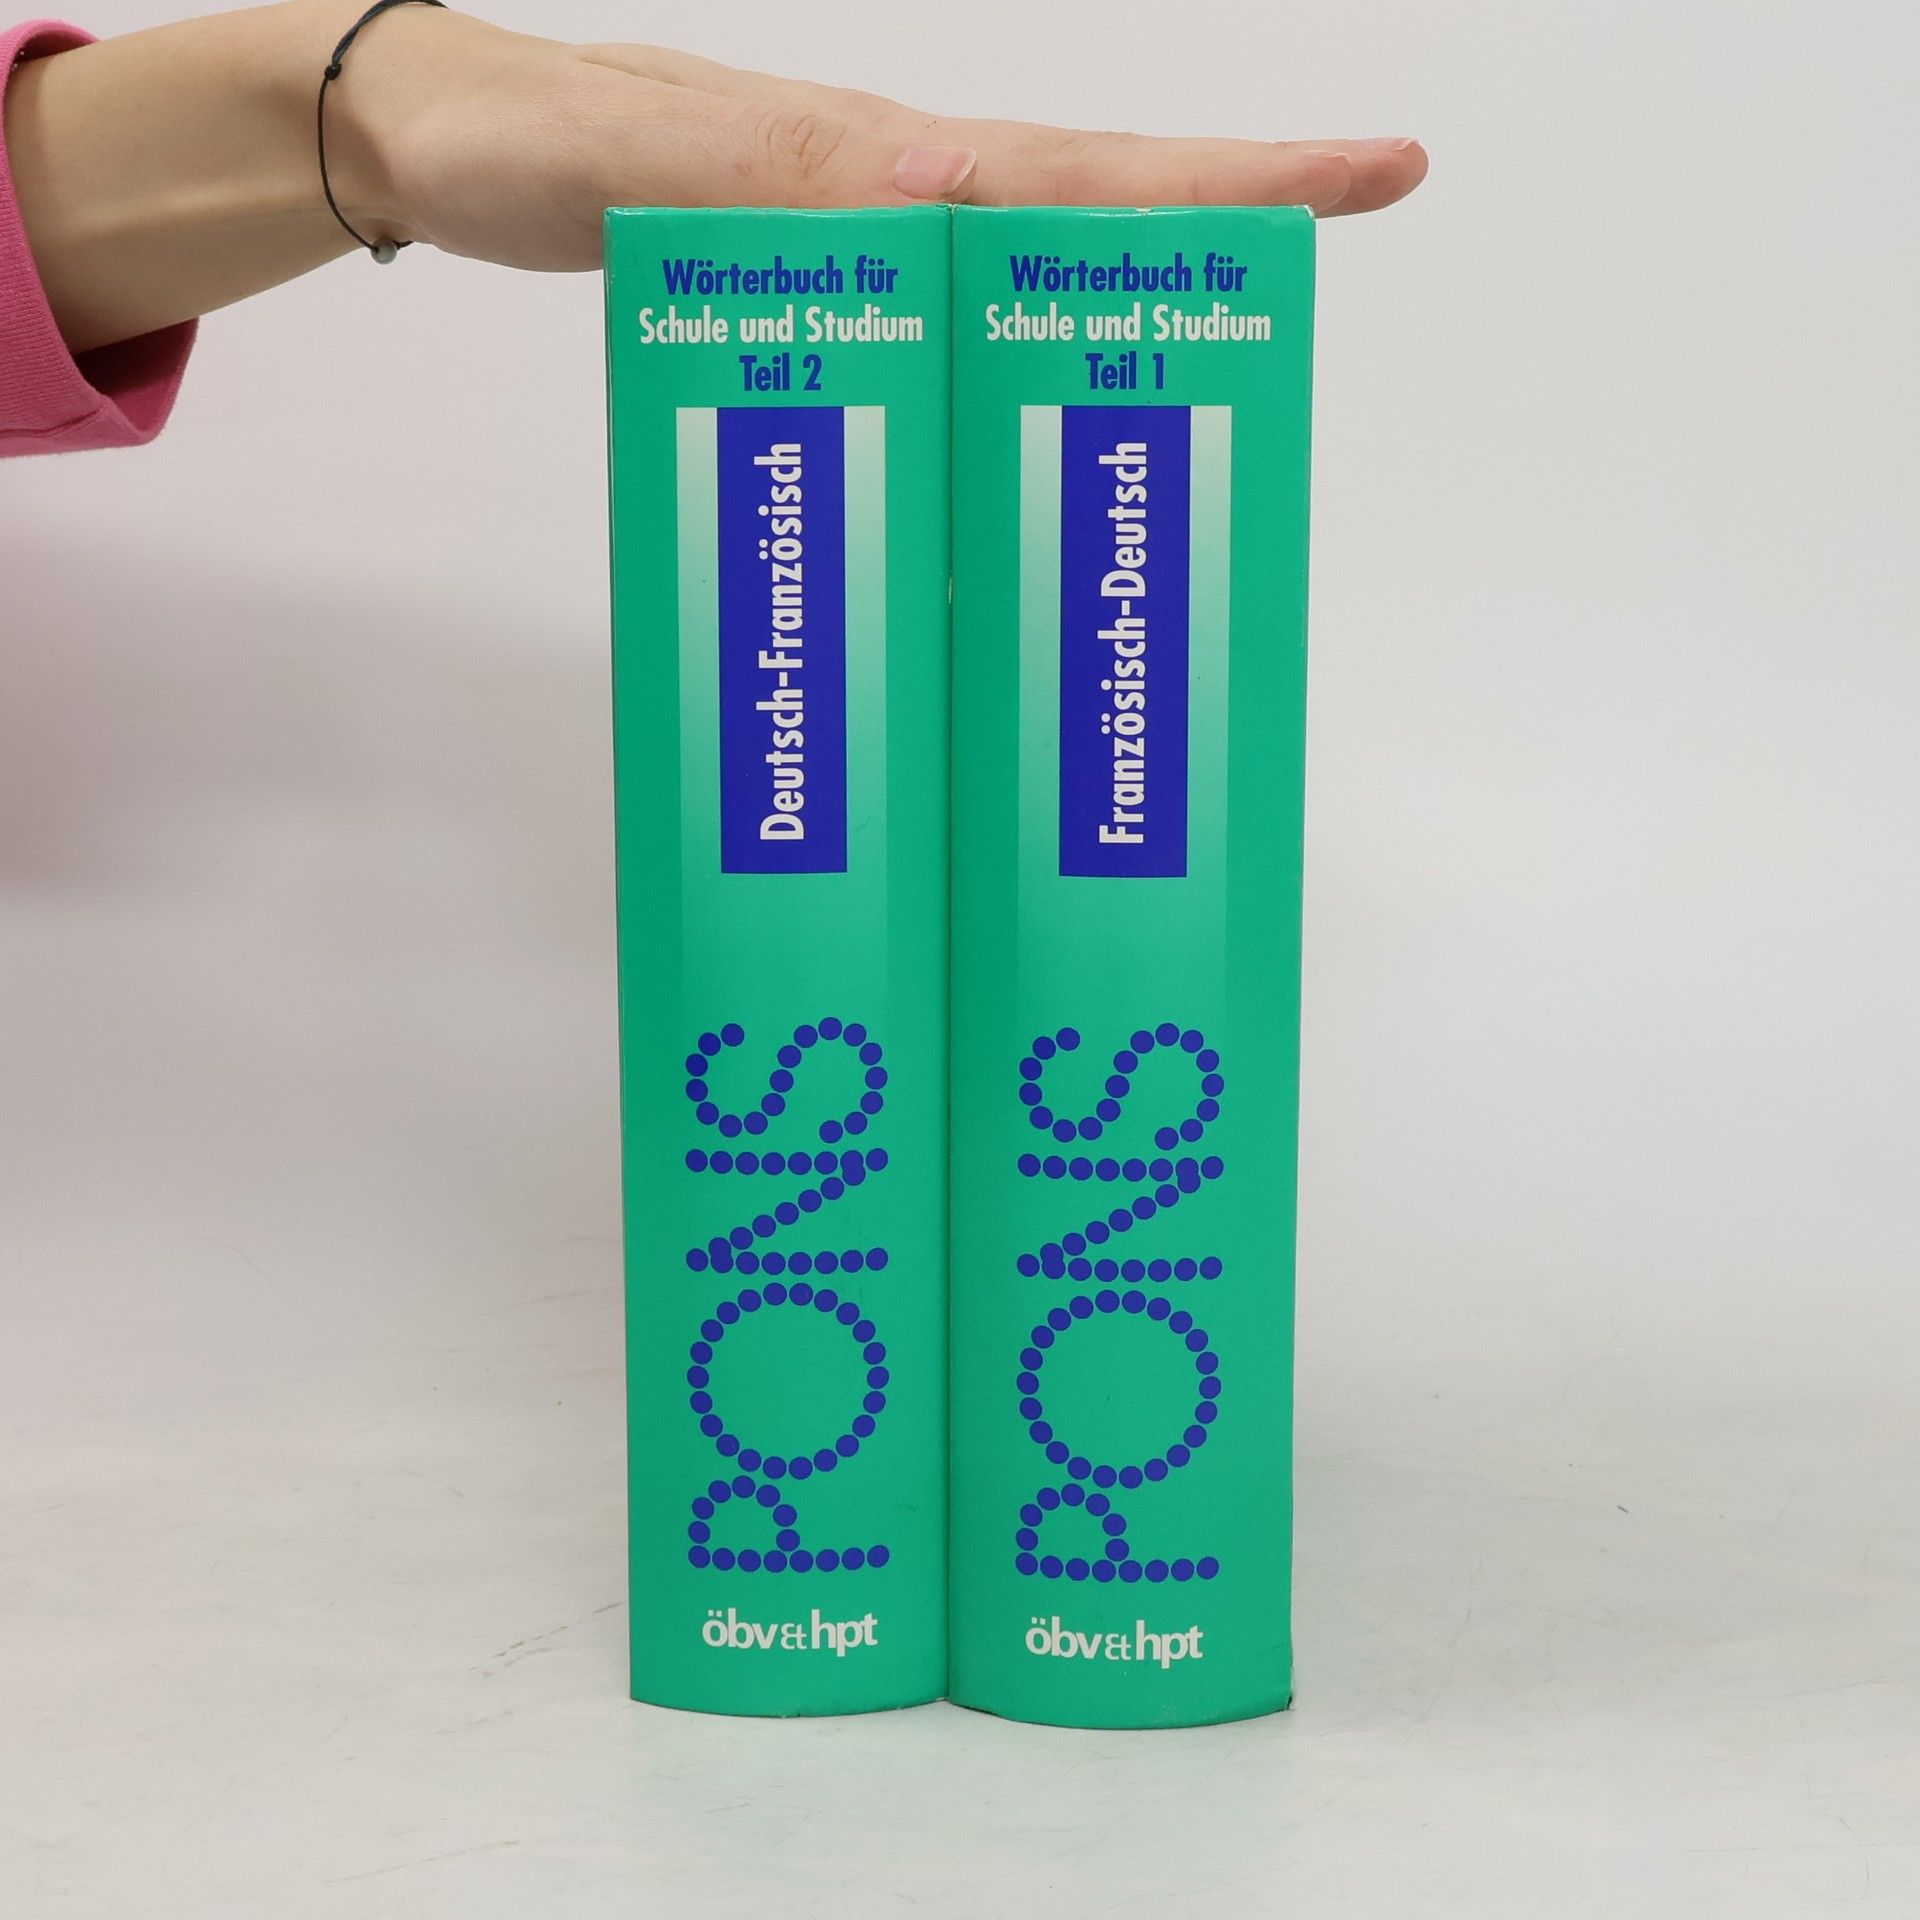 Wörterbuch für
Schule und Studium
Teil 2
Deutsch-Französisch
PONS
öbv&hpt
Wörterbuch für
Schule und Studium
Teil 1
Französisch-Deutsch
PONS
öbv&hpt